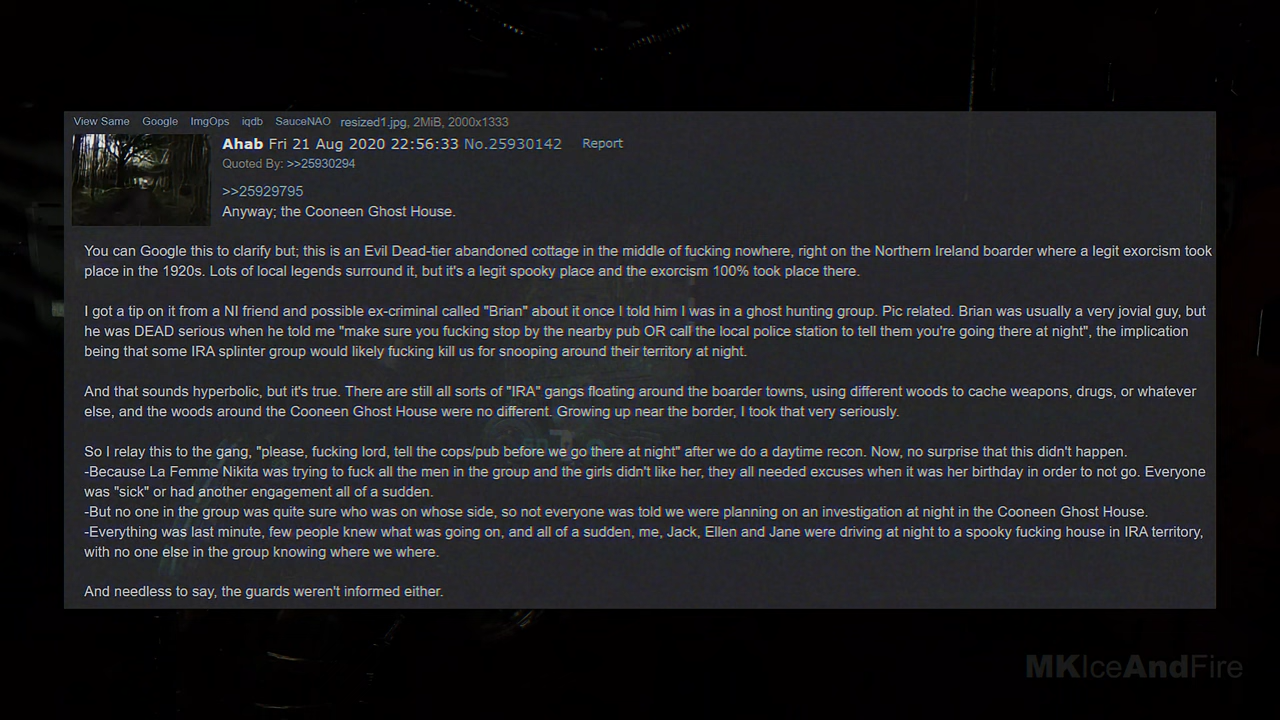 View Same Google ImgOps iqdb SauceNAO resized1.jpg, 2MiB, 2000x1333
Ahab Fri 21 Aug 2020 22:56:33 No.25930142 Report
Quoted By: >>25930294
>>25929795
Anyway; the Cooneen Ghost House.
You can Google this to clarify but; this is an Evil Dead-tier abandoned cottage in the middle of fucking nowhere, right on the Northern Ireland boarder where a legit exorcism took
place in the 1920s. Lots of local legends surround it, but it's a legit spooky place and the exorcism 100% took place there.
I got a tip on it from a NI friend and possible ex-criminal called "Brian" about it once I told him I was in a ghost hunting group. Pic related. Brian was usually a very jovial guy, but
he was DEAD serious when he told me "make sure you fucking stop by the nearby pub OR call the local police station to tell them you're going there at night", the implication
being that some IRA splinter group would likely fucking kill us for snooping around their territory at night.
And that sounds hyperbolic, but it's true. There are still all sorts of "IRA" gangs floating around the boarder towns, using different woods to cache weapons, drugs, or whatever
else, and the woods around the Cooneen Ghost House were no different. Growing up near the border, I took that very seriously.
So I relay this to the gang, "please, fucking lord, tell the cops/pub before we go there at night" after we do a daytime recon. Now, no surprise that this didn't happen.
-Because La Femme Nikita was trying to fuck all the men in the group and the girls didn't like her, they all needed excuses when it was her birthday in order to not go. Everyone
was "sick" or had another engagement all of a sudden.
-But no one in the group was quite sure who was on whose side, so not everyone was told we were planning on an investigation at night in the Cooneen Ghost House.
-Everything was last minute, few people knew what was going on, and all of a sudden, me, Jack, Ellen and Jane were driving at night to a spooky fucking house in IRA territory,
with no one else in the group knowing where we where.
And needless to say, the guards weren't informed either.
MKIceAndFire